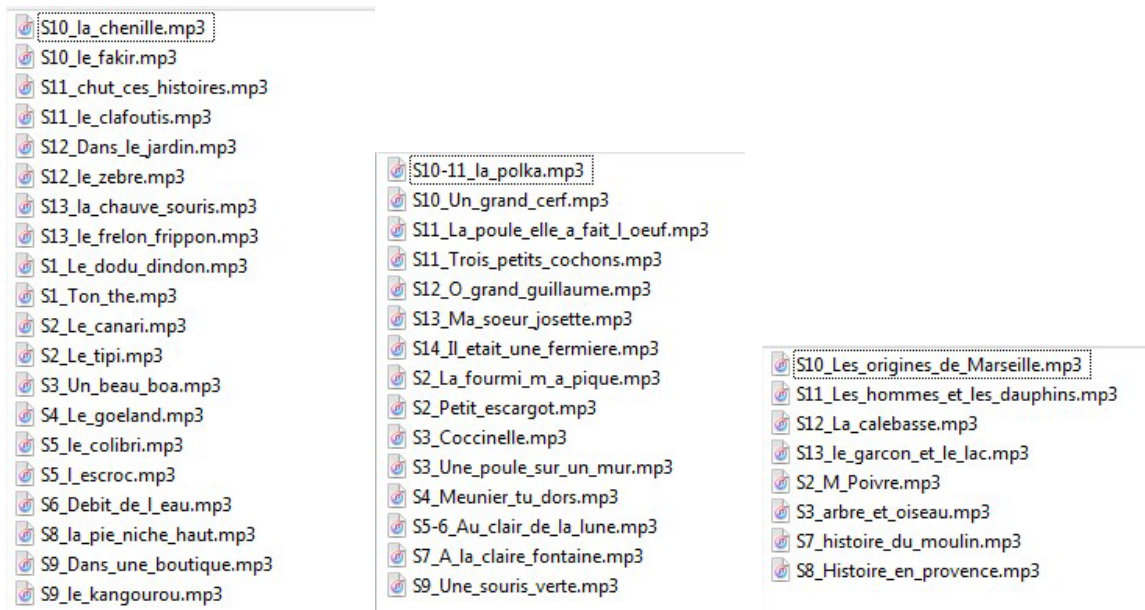 S10_la_chenille.mp3
S10_le_fakir.mp3
S11_chut_ces_histoires.mp3
S11_le_clafoutis.mp3
S12_Dans_le_jardin.mp3
S12_le_zebre.mp3
S13_la_chauve_souris.mp3
S13_le_frelon_frippon.mp3
S1_Le_dodu_dindon.mp3
S1_Ton_the.mp3
S2_Le_canari.mp3
S2_Le_tipi.mp3
S3_Un_beau_boa.mp3
S4_Le_goeland.mp3
S5_le_colibri.mp3
S5_l_escroc.mp3
S6_Debit_de_l_eau.mp3
S8_la_pie_niche_haut.mp3
S9_Dans_une_boutique.mp3
S9_le_kangourou.mp3
S10-11_la_polka.mp3
S10_Un_grand_cerf.mp3
S11_La_poule_elle_a_fait_l_oeuf.mp3
S11_Trois_petits_cochons.mp3
S12_O_grand_guillaume.mp3
S13_Ma_soeur_josette.mp3
S14_Il_etait_une_fermiere.mp3
S2_La_fourmi_m_a_pique.mp3
S2_Petit_escargot.mp3
S3_Coccinelle.mp3
S3_Une_poule_sur_un_mur.mp3
S4_Meunier_tu_dors.mp3
S5-6_Au_clair_de_la_lune.mp3
S7_A_la_claire_fontaine.mp3
S9_Une_souris_verte.mp3
S10_Les_origines_de_Marseille.mp3
S11_Les_hommes_et_les_dauphins.mp3
S12_La_calebasse.mp3
S13_le_garcon_et_le_lac.mp3
S2_M_Poivre.mp3
S3_arbre_et_oiseau.mp3
S7_histoire_du_moulin.mp3
S8_Histoire_en_provence.mp3